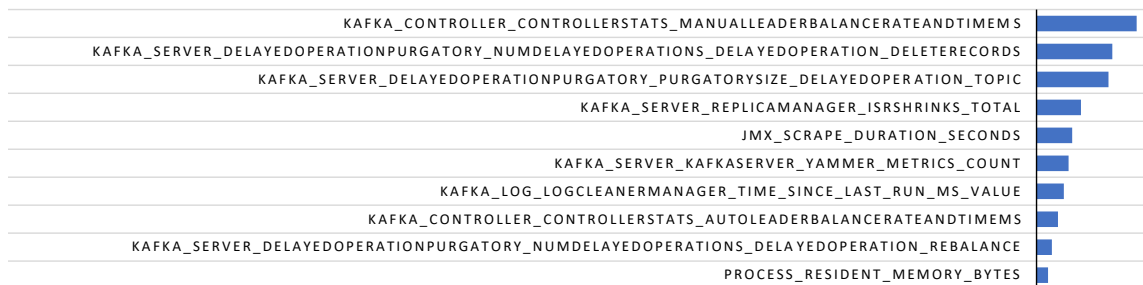 KAFKA_CONTROLLER_CONTROLLERSTATS_MANUALLEADERBALANCERATEANDTIMEMS
KAFKA_SERVER_DELAYEDOPERATIONPURGATORY_NUMDELAYEDOPERATIONS_DELAYEDOPERATION_DELETERECORDS
KAFKA_SERVER_DELAYEDOPERATIONPURGATORY_PURGATORYSIZE_DELAYEDOPERATION_TOPIC
KAFKA_SERVER_REPLICAMANAGER_ISRSHRINKS_TOTAL
JMX_SCRAPE_DURATION_SECONDS
KAFKA_SERVER_KAFKASERVER_YAMMER_METRICS_COUNT
KAFKA_LOG_LOGCLEANERMANAGER_TIME_SINCE_LAST_RUN_MS_VALUE
KAFKA_CONTROLLER_CONTROLLERSTATS_AUTOLEADERBALANCERATEANDTIMEMS
KAFKA_SERVER_DELAYEDOPERATIONPURGATORY_NUMDELAYEDOPERATIONS_DELAYEDOPERATION_REBALANCE
PROCESS_RESIDENT_MEMORY_BYTES